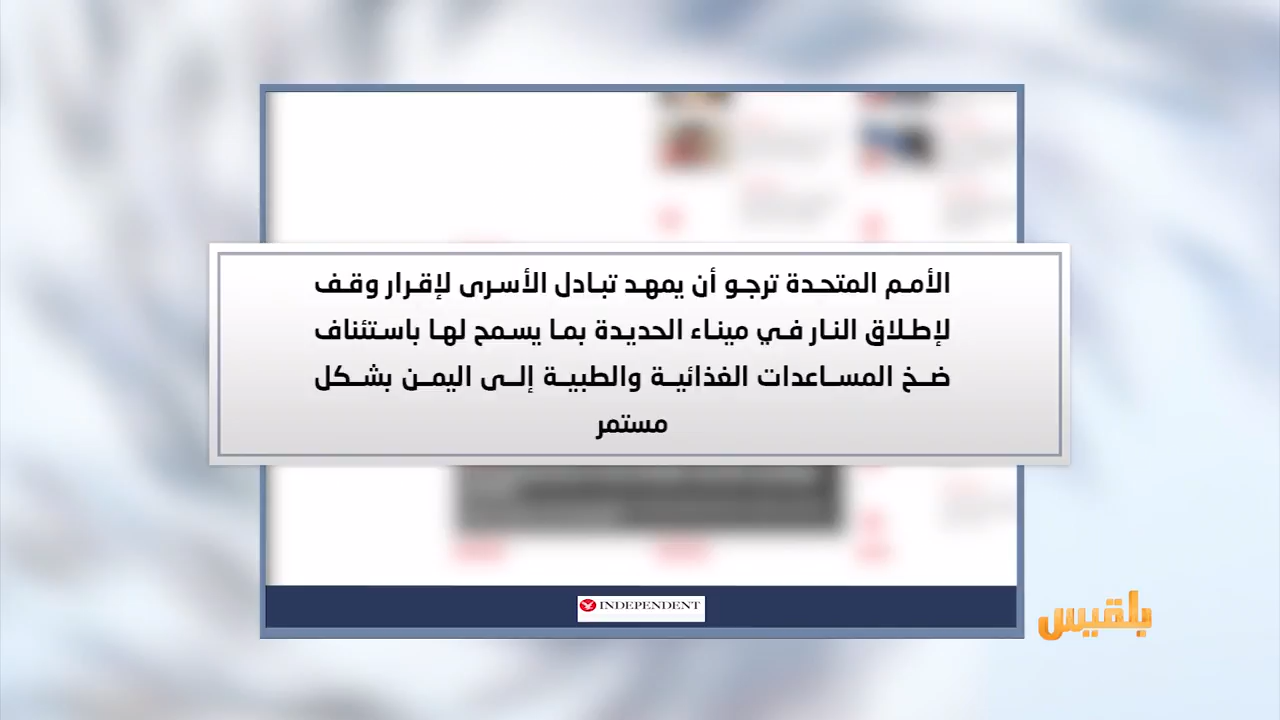 الأمم المتحدة ترجو أن يمهد تبادل الأسرى لإقرار وقف
لإطلاق النار في ميناء الحديدة بما يسمح لها باستئناف
ضخ المساعدات الغذائية والطبية إلى اليمن بشكل
مستمر
INDEPENDENT
بلقيس